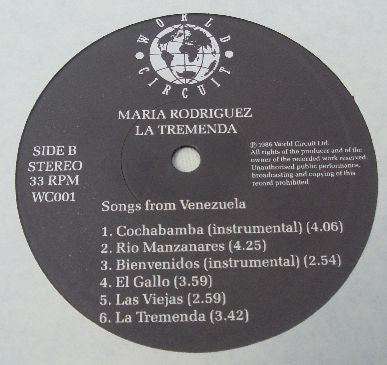 WORLD
CIRCUIT
MARIA RODRIGUEZ
LA TREMENDA
SIDE B
STEREO
33 RPM
WC001
℗ 1986 World Circuit Ltd.
All rights of the producer and of the
owner of the recorded work reserved.
Unauthorised public performance,
broadcasting and copying of this
record prohibited
Songs from Venezuela
1. Cochabamba (instrumental) (4.06)
2. Rio Manzanares (4.25)
3. Bienvenidos (instrumental) (2.54)
4. El Gallo (3.59)
5. Las Viejas (2.59)
6. La Tremenda (3.42)